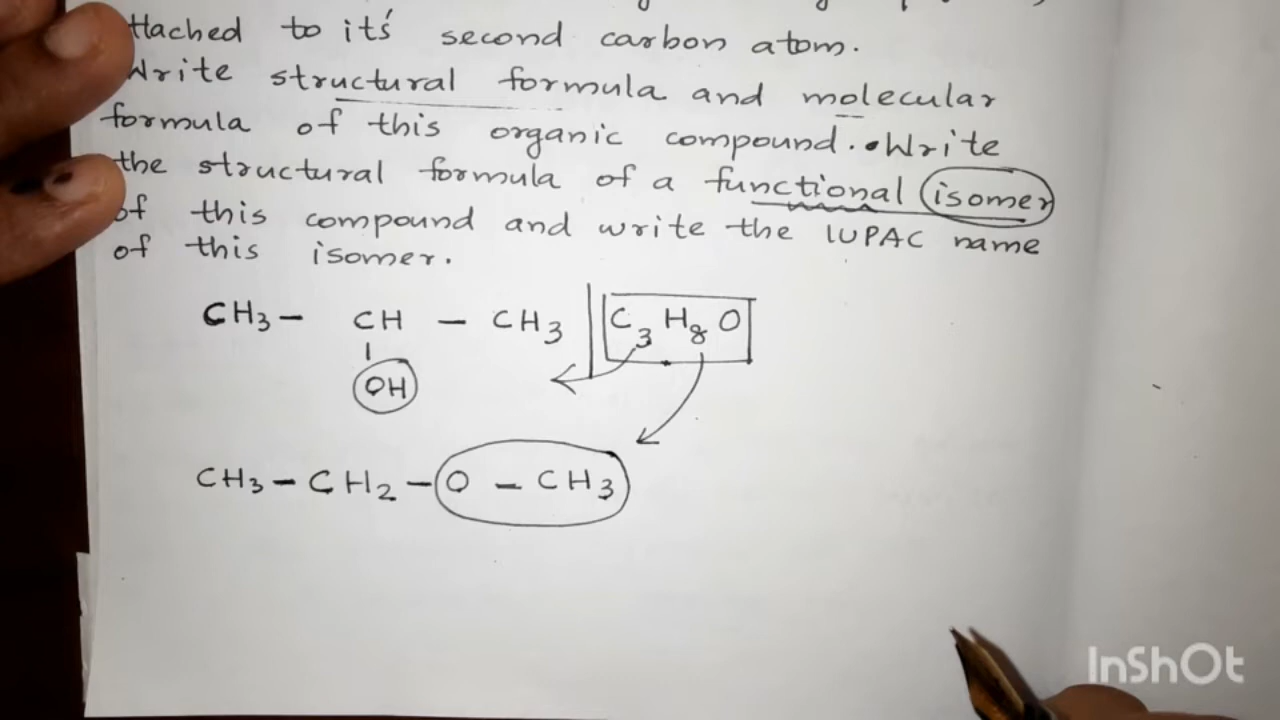 ttached to it's second carbon atom.
Write structural formula and molecular
formula of this organic compound. • Write
the structural formula of a functional isomer
of this compound and write the IUPAC name
of this isomer.
CH3 - CH - CH3 | C3H8O
OH
CH3 - CH2 - O - CH3
InShOt